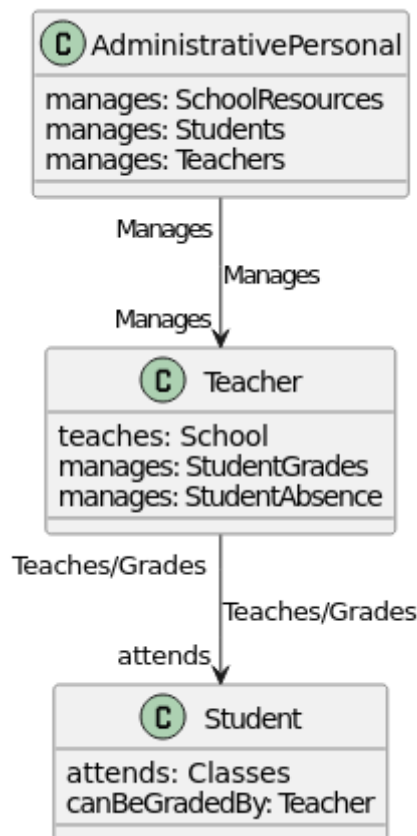 C AdministrativePersonal
manages: SchoolResources
manages: Students
manages: Teachers
Manages
Manages
Manages
C Teacher
teaches: School
manages: StudentGrades
manages: StudentAbsence
Teaches/Grades
Teaches/Grades
attends
C Student
attends: Classes
canBeGradedBy: Teacher